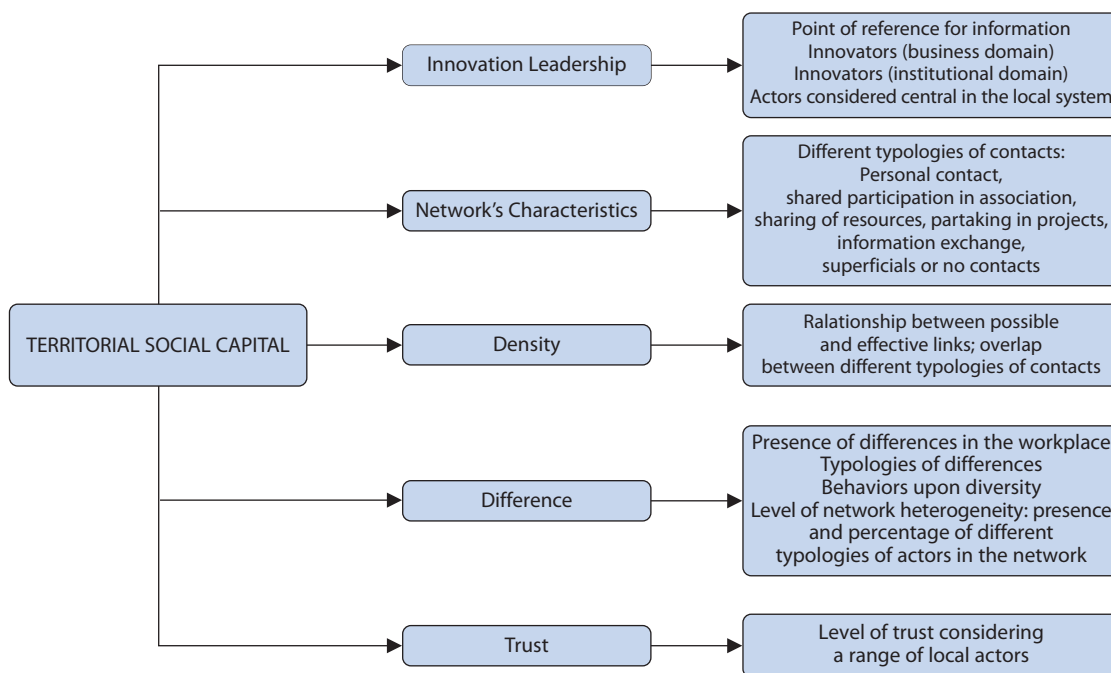 Point of reference for information
Innovators (business domain)
Innovators (institutional domain)
Actors considered central in the local system
Innovation Leadership
Different typologies of contacts:
Personal contact,
shared participation in association,
sharing of resources, partaking in projects,
information exchange,
superficials or no contacts
Network's Characteristics
TERRITORIAL SOCIAL CAPITAL
Density
Ralationship between possible
and effective links; overlap
between different typologies of contacts
Presence of differences in the workplace
Typologies of differences
Behaviors upon diversity
Level of network heterogeneity: presence
and percentage of different
typologies of actors in the network
Difference
Trust
Level of trust considering
a range of local actors